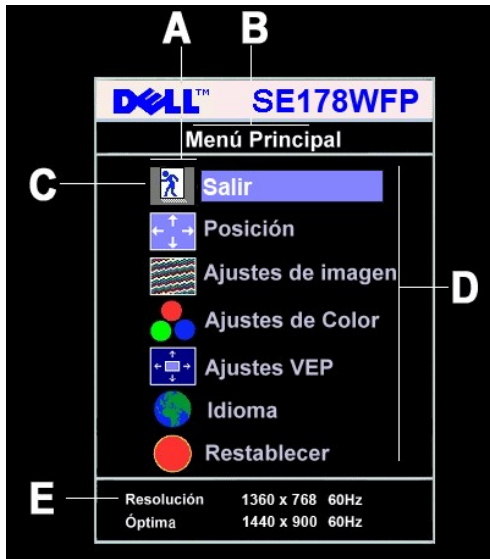 A B
DELL™ SE178WFP
Menú Principal
C
Salir
Posición
Ajustes de imagen
D
Ajustes de Color
Ajustes VEP
Idioma
Restablecer
E
Resolución 1360 x 768 60Hz
Óptima 1440 x 900 60Hz